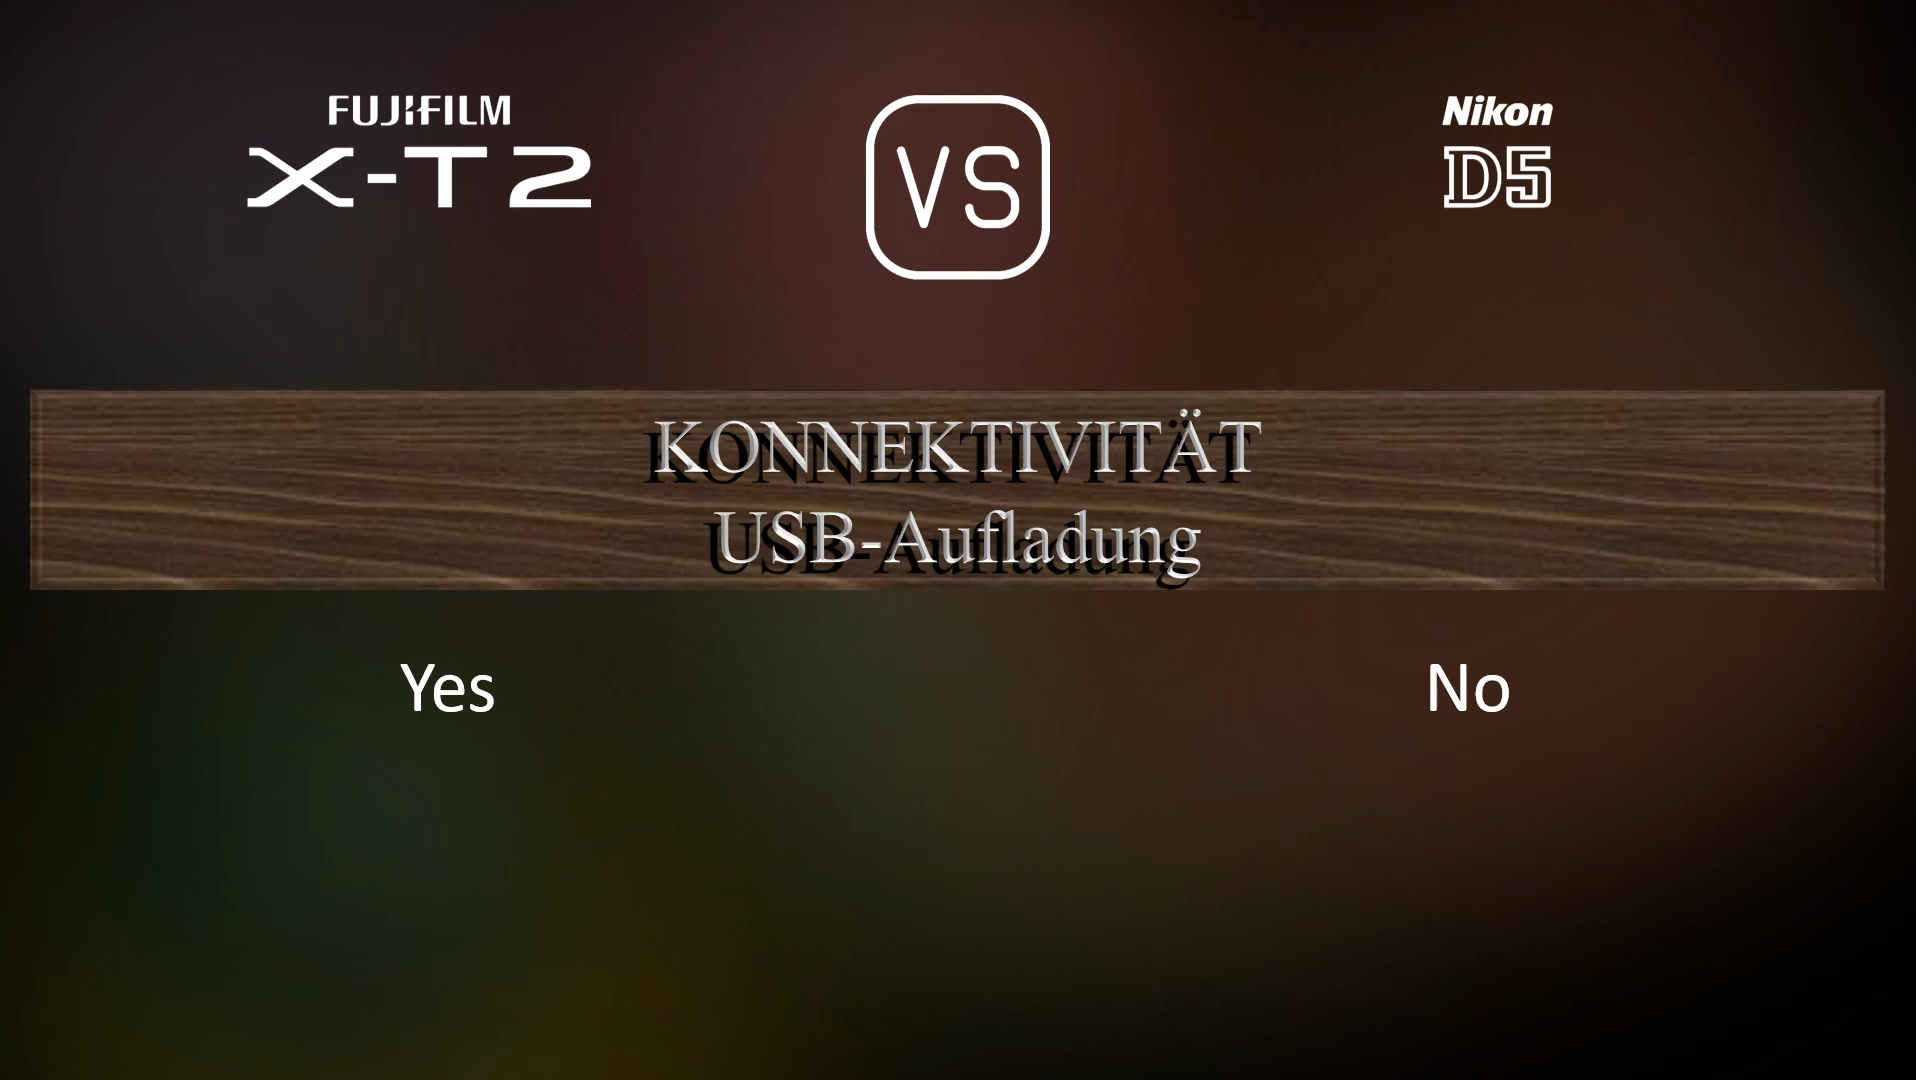 FUJIFILM
X-T2
VS
Nikon
D5
KONNEKTIVITÄT
USB-Aufladung
Yes
No